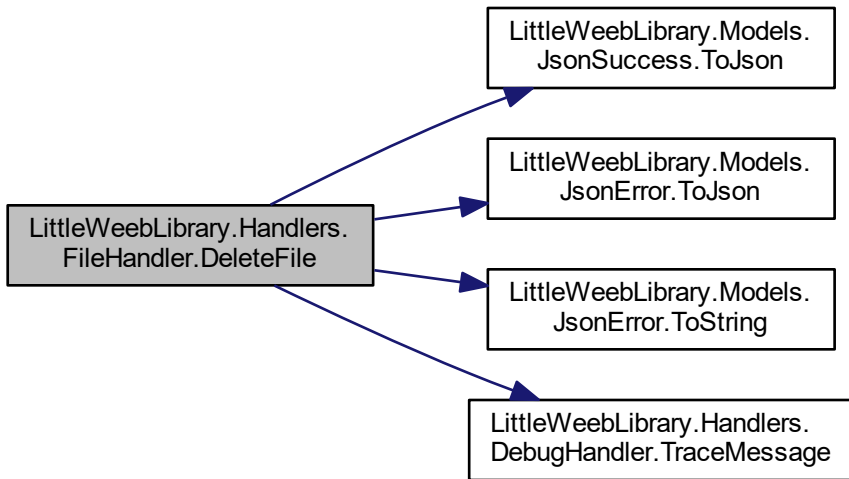 LittleWeebLibrary.Models.
JsonSuccess.ToJson
LittleWeebLibrary.Models.
JsonError.ToJson
LittleWeebLibrary.Handlers.
FileHandler.DeleteFile
LittleWeebLibrary.Models.
JsonError.ToString
LittleWeebLibrary.Handlers.
DebugHandler.TraceMessage